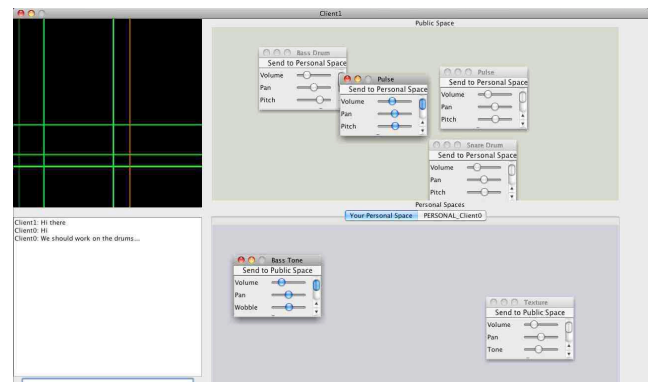 Client1
Public Space
Bass Drum
Send to Personal Space
Volume
Pan
Pitch
Pulse
Send to Personal Space
Volume
Pan
Pitch
Pulse
Send to Personal Space
Volume
Pan
Pitch
Snare Drum
Send to Personal Space
Volume
Pan
Pitch
Personal Spaces
Your Personal Space PERSONAL_Client0
Client1: Hi there
Client0: Hi
Client0: We should work on the drums...
Bass Tone
Send to Public Space
Volume
Pan
Wobble
Texture
Send to Public Space
Volume
Pan
Tone